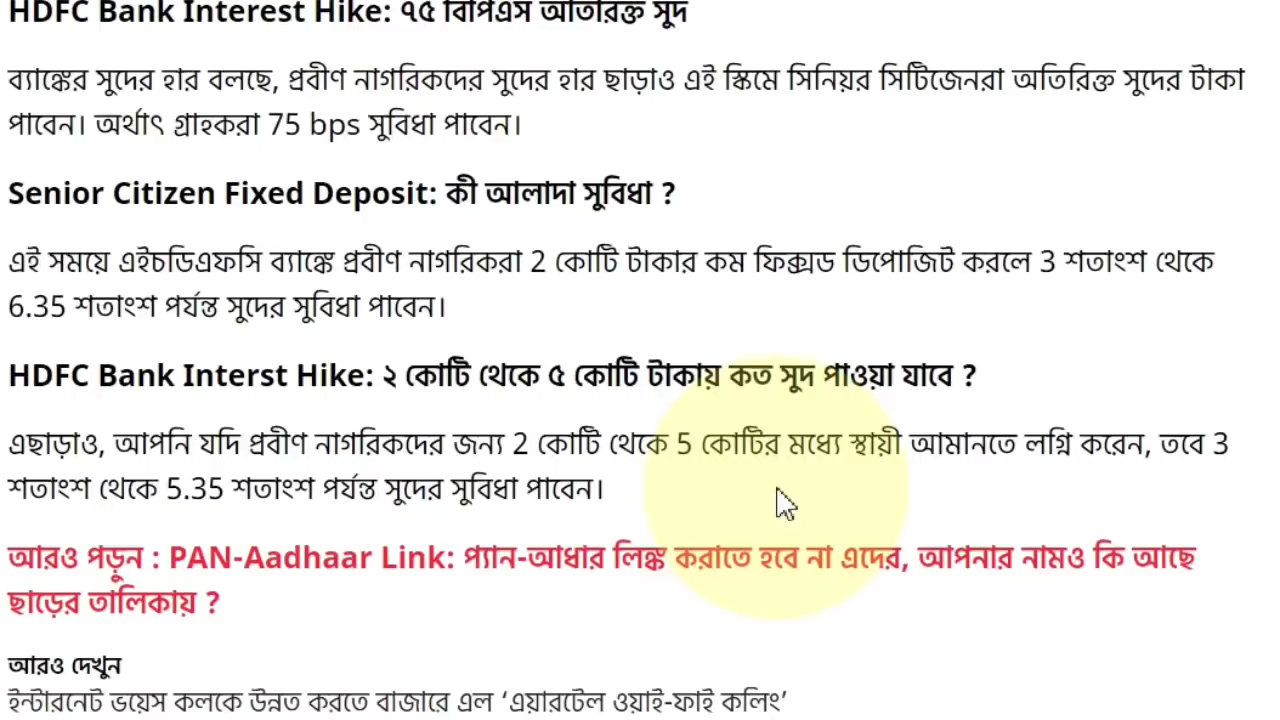 HDFC Bank Interest Hike: ৭৫ বিপিএস অতিরিক্ত সুদ
ব্যাঙ্কের সুদের হার বলছে, প্রবীণ নাগরিকদের সুদের হার ছাড়াও এই স্কিমে সিনিয়র সিটিজেনরা অতিরিক্ত সুদের টাকা
পাবেন। অর্থাৎ গ্রাহকরা 75 bps সুবিধা পাবেন।
Senior Citizen Fixed Deposit: কী আলাদা সুবিধা ?
এই সময়ে এইচডিএফসি ব্যাঙ্কে প্রবীণ নাগরিকরা 2 কোটি টাকার কম ফিক্সড ডিপোজিট করলে 3 শতাংশ থেকে
6.35 শতাংশ পর্যন্ত সুদের সুবিধা পাবেন।
HDFC Bank Interst Hike: ২ কোটি থেকে ৫ কোটি টাকায় কত সুদ পাওয়া যাবে ?
এছাড়াও, আপনি যদি প্রবীণ নাগরিকদের জন্য 2 কোটি থেকে 5 কোটির মধ্যে স্থায়ী আমানতে লগ্নি করেন, তবে 3
শতাংশ থেকে 5.35 শতাংশ পর্যন্ত সুদের সুবিধা পাবেন।
আরও পড়ুন : PAN-Aadhaar Link: প্যান-আধার লিঙ্ক করাতে হবে না এদের, আপনার নামও কি আছে
ছাড়ের তালিকায় ?
আরও দেখুন
ইন্টারনেট ভয়েস কলকে উন্নত করতে বাজারে এল ‘এয়ারটেল ওয়াই-ফাই কলিং’